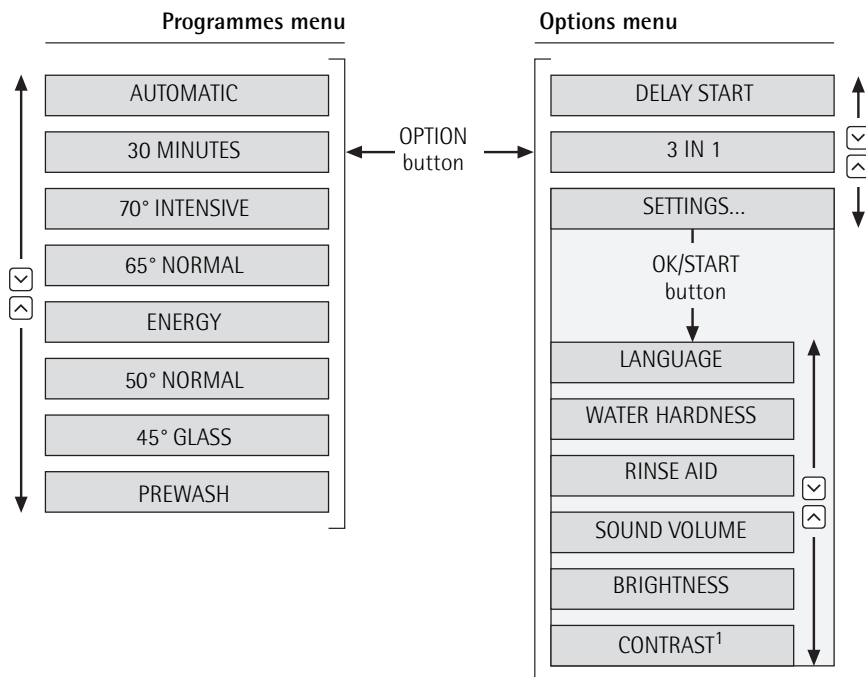 Programmes menu
AUTOMATIC
30 MINUTES
70° INTENSIVE
65° NORMAL
ENERGY
50° NORMAL
45° GLASS
PREWASH
OPTION
button
Options menu
DELAY START
3 IN 1
SETTINGS...
OK/START
button
LANGUAGE
WATER HARDNESS
RINSE AID
SOUND VOLUME
BRIGHTNESS
CONTRAST¹